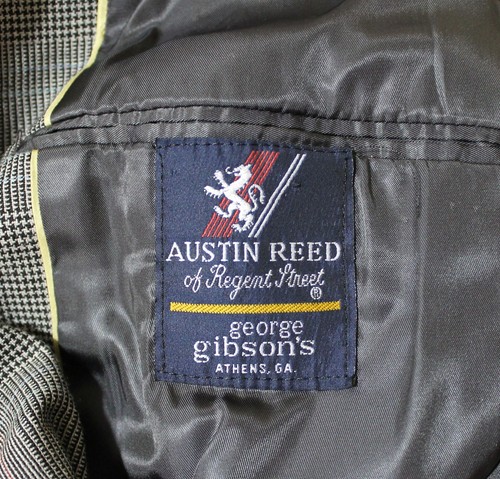 AUSTIN REED
of Regent Street
®
george
gibson's
ATHENS, GA.